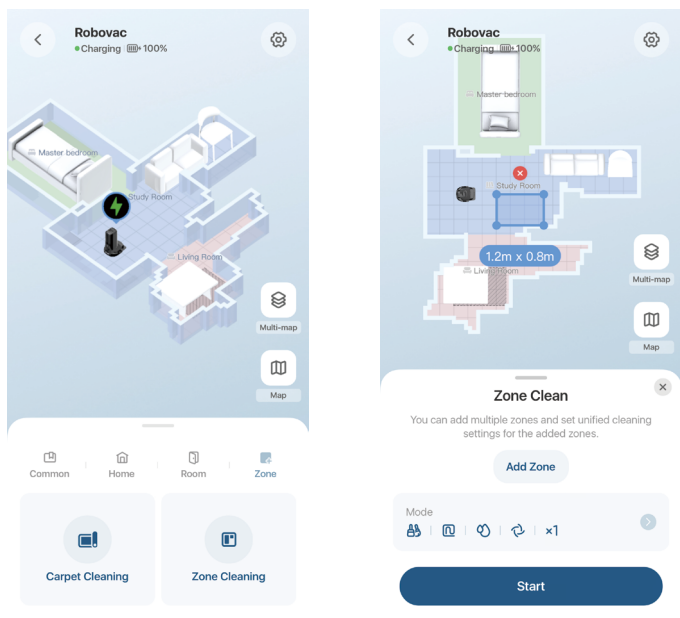 Robovac
Charging 100%
Master bedroom
Study Room
Living Room
Multi-map
Map
Common
Home
Room
Zone
Carpet Cleaning
Zone Cleaning
Robovac
Charging 100%
Master bedroom
Study Room
1.2m x 0.8m
Living Room
Multi-map
Map
Zone Clean
You can add multiple zones and set unified cleaning
settings for the added zones.
Add Zone
Mode
×1
Start